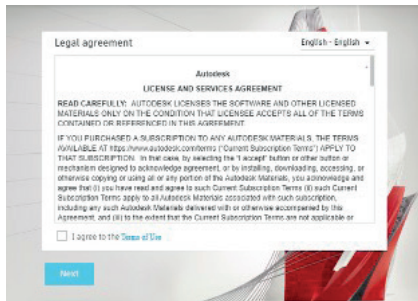 Legal agreement
English - English
Autodesk
LICENSE AND SERVICES AGREEMENT
READ CAREFULLY: AUTODESK LICENSES THE SOFTWARE AND OTHER LICENSED
MATERIALS ONLY ON THE CONDITION THAT LICENSEE ACCEPTS ALL OF THE TERMS
CONTAINED OR REFERENCED IN THIS AGREEMENT.
IF YOU PURCHASED A SUBSCRIPTION TO ANY AUTODESK MATERIALS, THE TERMS
AVAILABLE AT https://www.autodesk.com/terms ("Current Subscription Terms") APPLY TO
THAT SUBSCRIPTION. In that case, by selecting the "I accept" button or other button or
mechanism designed to acknowledge agreement, or by installing, downloading, accessing, or
otherwise copying or using all or any portion of the Autodesk Materials, you acknowledge and
agree that (i) you have read and agree to such Current Subscription Terms (ii) such Current
Subscription Terms apply to all Autodesk Materials associated with such subscription,
including any such Autodesk Materials delivered with or otherwise accompanied by this
Agreement, and (iii) to the extent that the Current Subscription Terms are not applicable or
I agree to the Terms of Use
Next